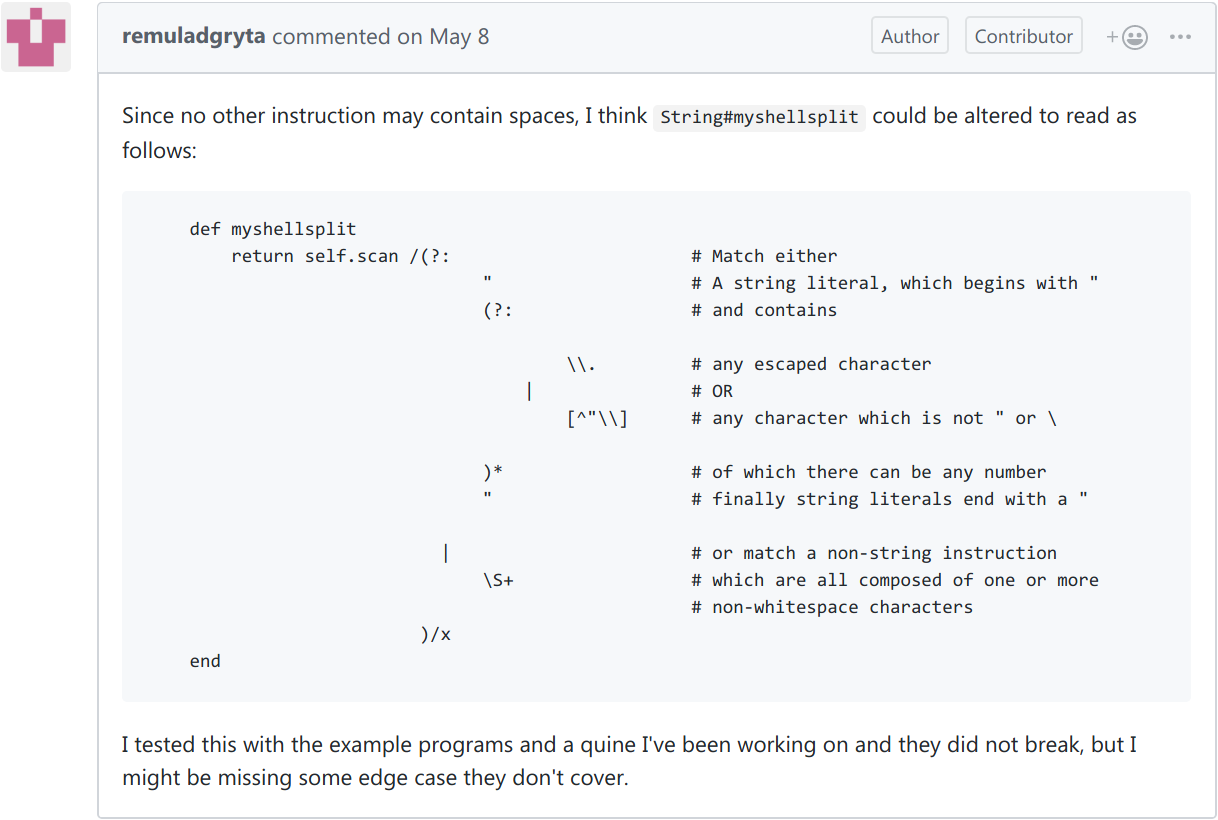 remuladgryta commented on May 8 Author Contributor
Since no other instruction may contain spaces, I think String#myshellsplit could be altered to read as
follows:
def myshellsplit
return self.scan /(?: # Match either
" # A string literal, which begins with "
(?: # and contains
\\. # any escaped character
| # OR
[^"\\] # any character which is not " or \
)* # of which there can be any number
" # finally string literals end with a "
| # or match a non-string instruction
\S+ # which are all composed of one or more
# non-whitespace characters
)/x
end
I tested this with the example programs and a quine I've been working on and they did not break, but I
might be missing some edge case they don't cover.